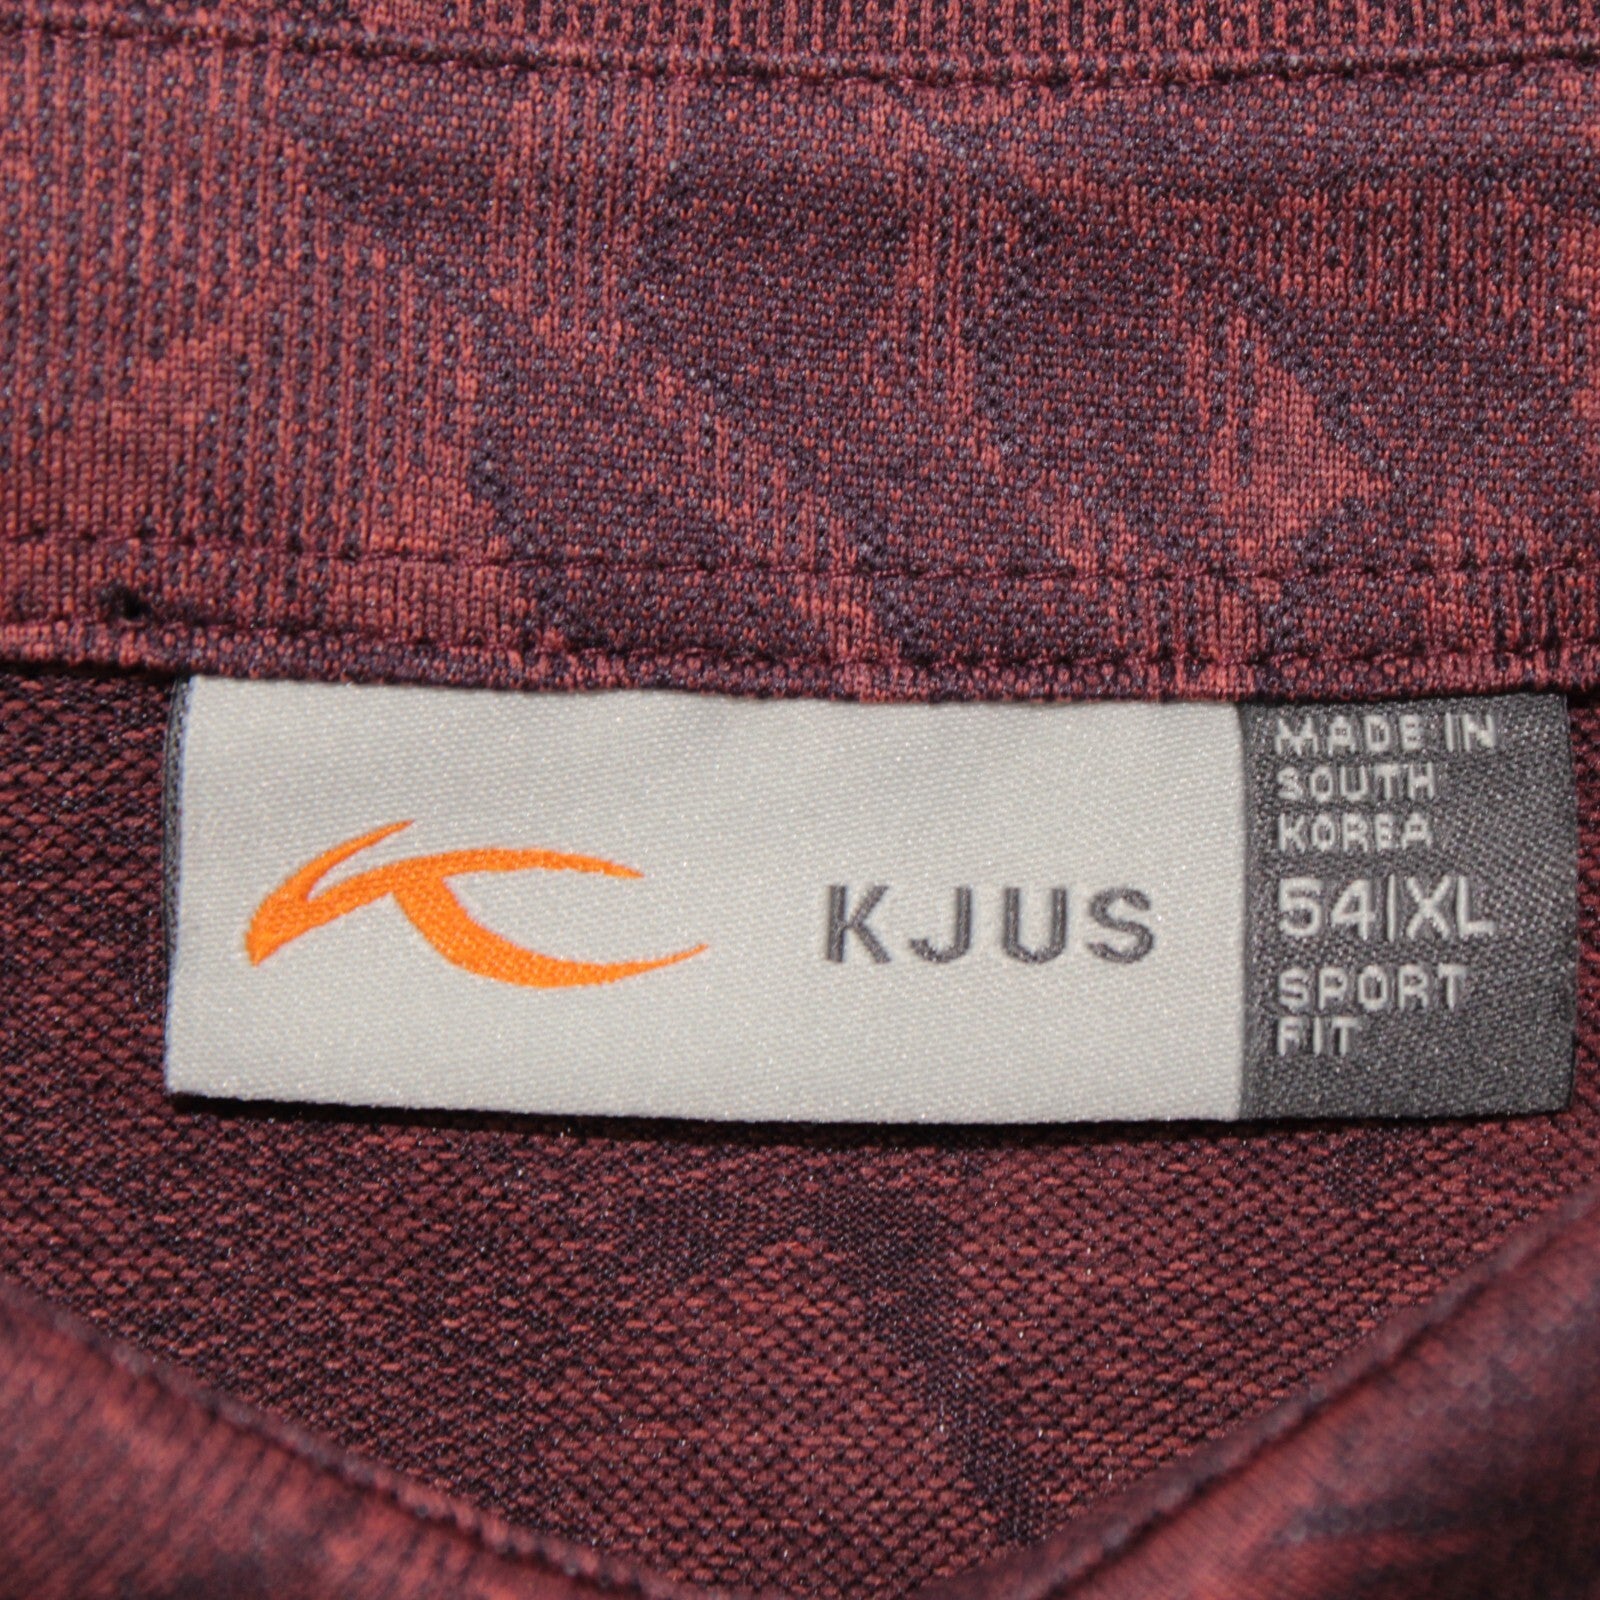 KJUS
MADE IN
SOUTH
KOREA
54|XL
SPORT
FIT